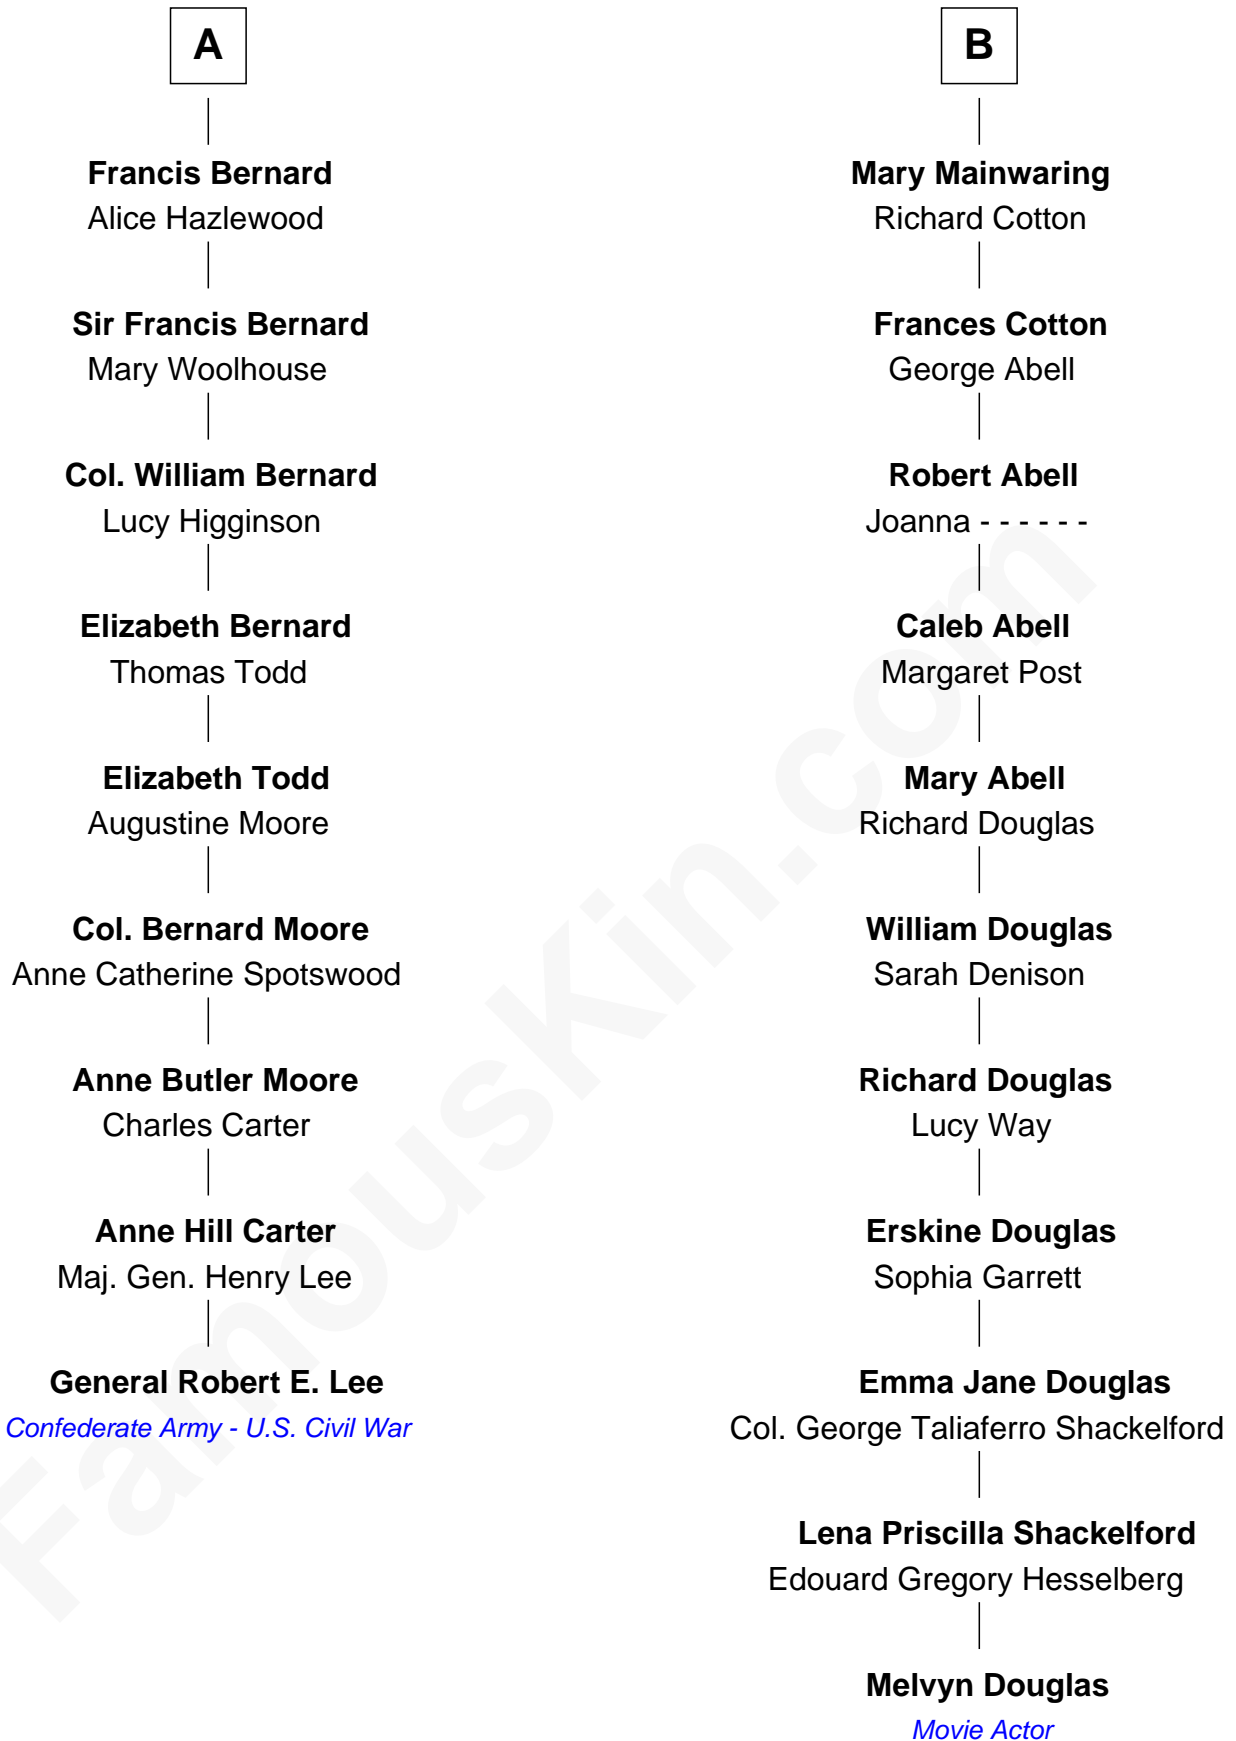 A
Francis Bernard
Alice Hazlewood
Sir Francis Bernard
Mary Woolhouse
Col. William Bernard
Lucy Higginson
Elizabeth Bernard
Thomas Todd
Elizabeth Todd
Augustine Moore
Col. Bernard Moore
Anne Catherine Spotswood
Anne Butler Moore
Charles Carter
Anne Hill Carter
Maj. Gen. Henry Lee
General Robert E. Lee
Confederate Army - U.S. Civil War
B
Mary Mainwaring
Richard Cotton
Frances Cotton
George Abell
Robert Abell
Joanna - - - - - -
Caleb Abell
Margaret Post
Mary Abell
Richard Douglas
William Douglas
Sarah Denison
Richard Douglas
Lucy Way
Erskine Douglas
Sophia Garrett
Emma Jane Douglas
Col. George Taliaferro Shackelford
Lena Priscilla Shackelford
Edouard Gregory Hesselberg
Melvyn Douglas
Movie Actor
FamousKin.com